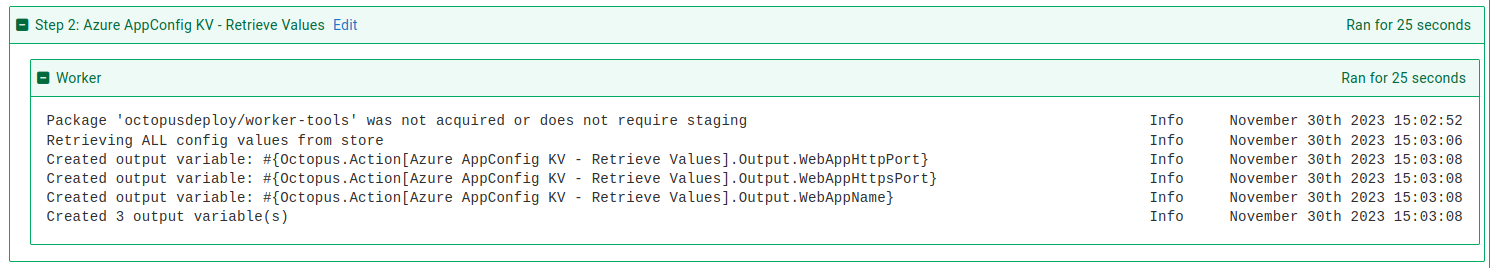 Step 2: Azure AppConfig KV - Retrieve Values Edit Ran for 25 seconds
Worker Ran for 25 seconds
Package 'octopusdeploy/worker-tools' was not acquired or does not require staging Info November 30th 2023 15:02:52
Retrieving ALL config values from store Info November 30th 2023 15:03:06
Created output variable: #{Octopus.Action[Azure AppConfig KV - Retrieve Values].Output.WebAppHttpPort} Info November 30th 2023 15:03:08
Created output variable: #{Octopus.Action[Azure AppConfig KV - Retrieve Values].Output.WebAppHttpsPort} Info November 30th 2023 15:03:08
Created output variable: #{Octopus.Action[Azure AppConfig KV - Retrieve Values].Output.WebAppName} Info November 30th 2023 15:03:08
Created 3 output variable(s) Info November 30th 2023 15:03:08